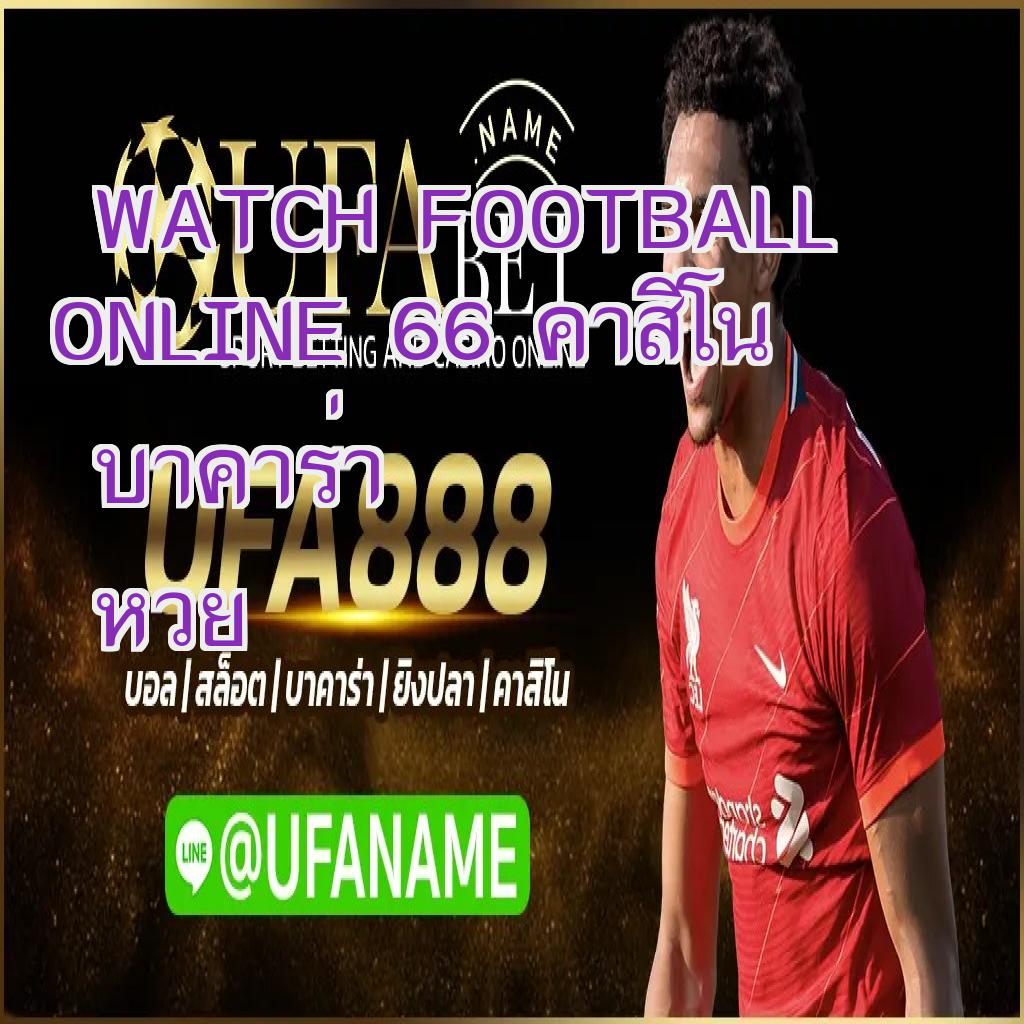 .NAME
UFA
BET
SPORT BETTING AND CASINO ONLINE
WATCH FOOTBALL
ONLINE 66 คาสิโน
บาคาร่า
หวย
UFA888
บอล | สล็อต | บาคาร่า | ยิงปลา | คาสิโน
LINE @UFANAME